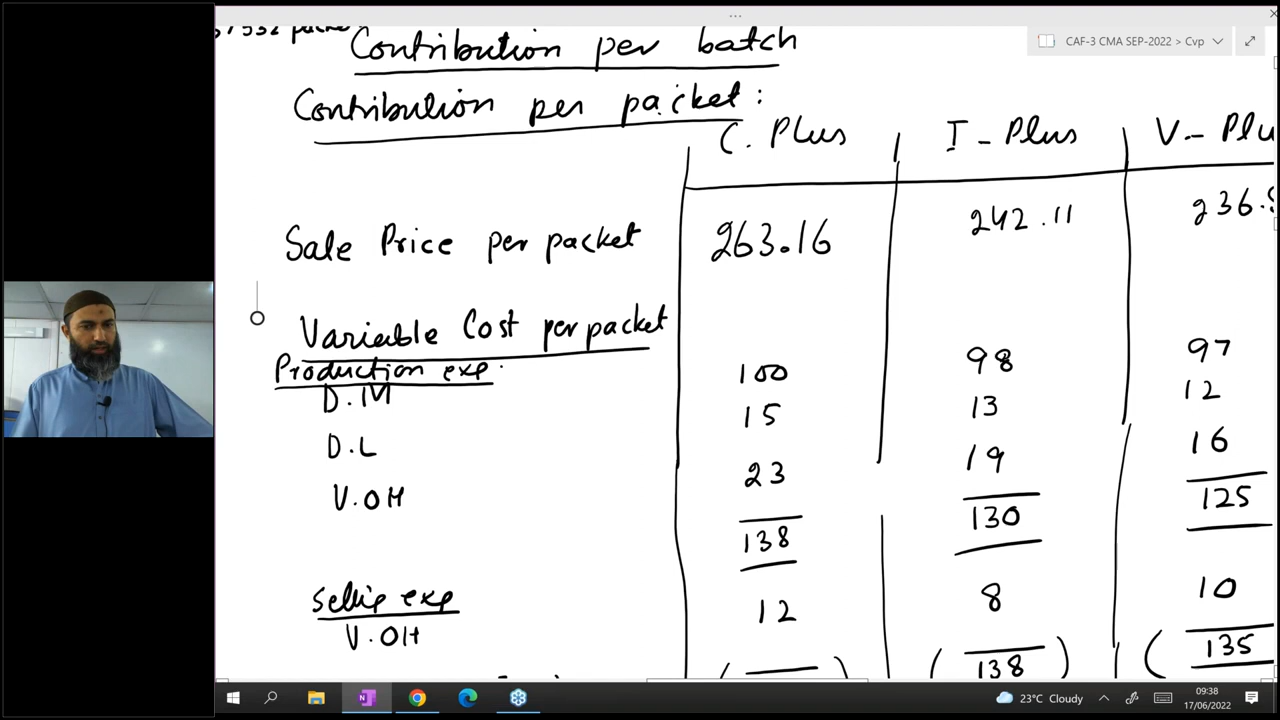 CAF-3 CMA SEP-2022 > Cvp
Contribution per batch
Contribution per packet:
C. Plus I - Plus
Sale Price per packet 263.16 242.11
Variable Cost per packet
Production exp.
D.M 100 98 97
D.L 15 13 12
V.OH 23 19 16
138 130 125
Selling exp
V.OH 12 8 10
( ) ( 138 ) ( 135
23°C Cloudy
09:38
17/06/2022